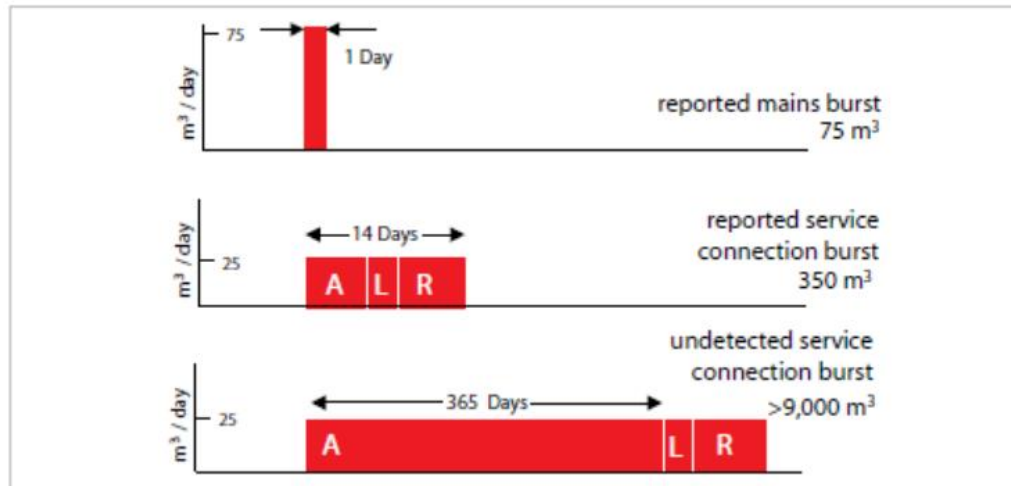 75
m³ / day
1 Day
reported mains burst
75 m³
m³ / day
25
14 Days
A L R
reported service
connection burst
350 m³
m³ / day
25
365 Days
A L R
undetected service
connection burst
>9,000 m³